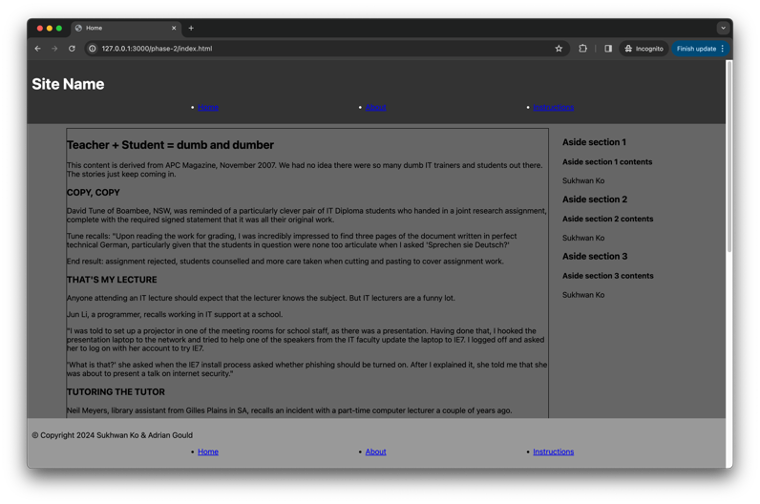 Home
127.0.0.1:3000/phase-2/index.html
Incognito
Finish update
Site Name
Home
About
Instructions
Teacher + Student = dumb and dumber
This content is derived from APC Magazine, November 2007. We had no idea there were so many dumb IT trainers and students out there.
The stories just keep coming in.
COPY, COPY
David Tune of Boambee, NSW, was reminded of a particularly clever pair of IT Diploma students who handed in a joint research assignment,
complete with the required signed statement that it was all their original work.
Tune recalls: "Upon reading the work for grading, I was incredibly impressed to find three pages of the document written in perfect
technical German, particularly given that the students in question were none too articulate when I asked 'Sprechen sie Deutsch'?'
End result: assignment rejected, students counselled and more care taken when cutting and pasting to cover assignment work.
THAT'S MY LECTURE
Anyone attending an IT lecture should expect that the lecturer knows the subject. But IT lecturers are a funny lot.
Jun Li, a programmer, recalls working in IT support at a school.
"I was told to set up a projector in one of the meeting rooms for school staff, as there was a presentation. Having done that, I hooked the
presentation laptop to the network and tried to help one of the speakers from the IT faculty update the laptop to IE7. I logged off and asked
her to log on with her account to try IE7.
'What is that?' she asked when the IE7 install process asked whether phishing should be turned on. After I explained it, she told me that she
was about to present a talk on internet security."
TUTORING THE TUTOR
Neil Meyers, library assistant from Gilles Plains in SA, recalls an incident with a part-time computer lecturer a couple of years ago.
Aside section 1
Aside section 1 contents
Sukhwan Ko
Aside section 2
Aside section 2 contents
Sukhwan Ko
Aside section 3
Aside section 3 contents
Sukhwan Ko
© Copyright 2024 Sukhwan Ko & Adrian Gould
Home
About
Instructions